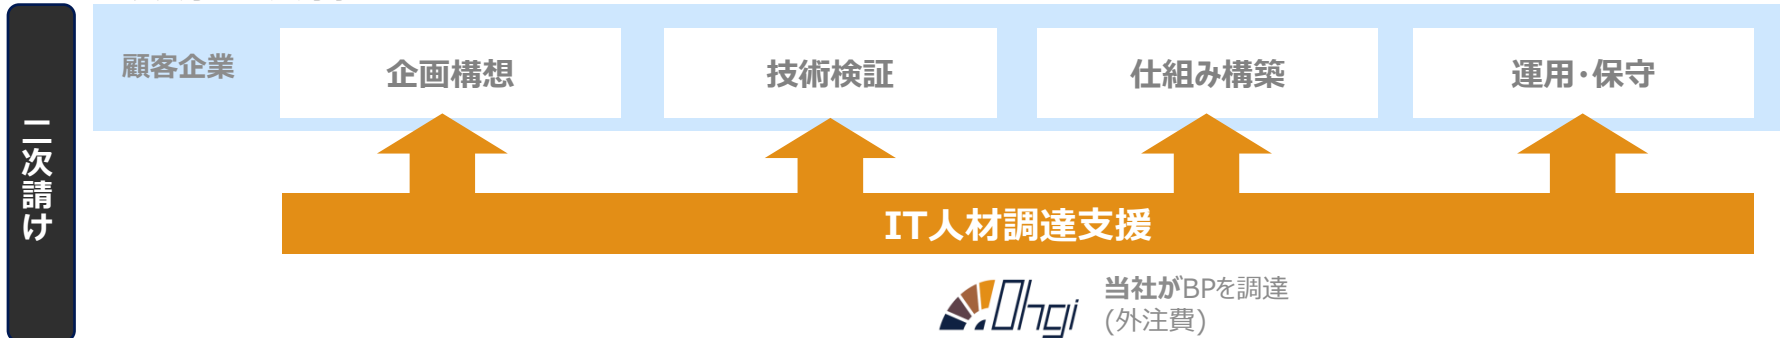 二次請け
顧客企業
企画構想
技術検証
仕組み構築
運用・保守
IT人材調達支援
Ohgi
当社がBPを調達
(外注費)